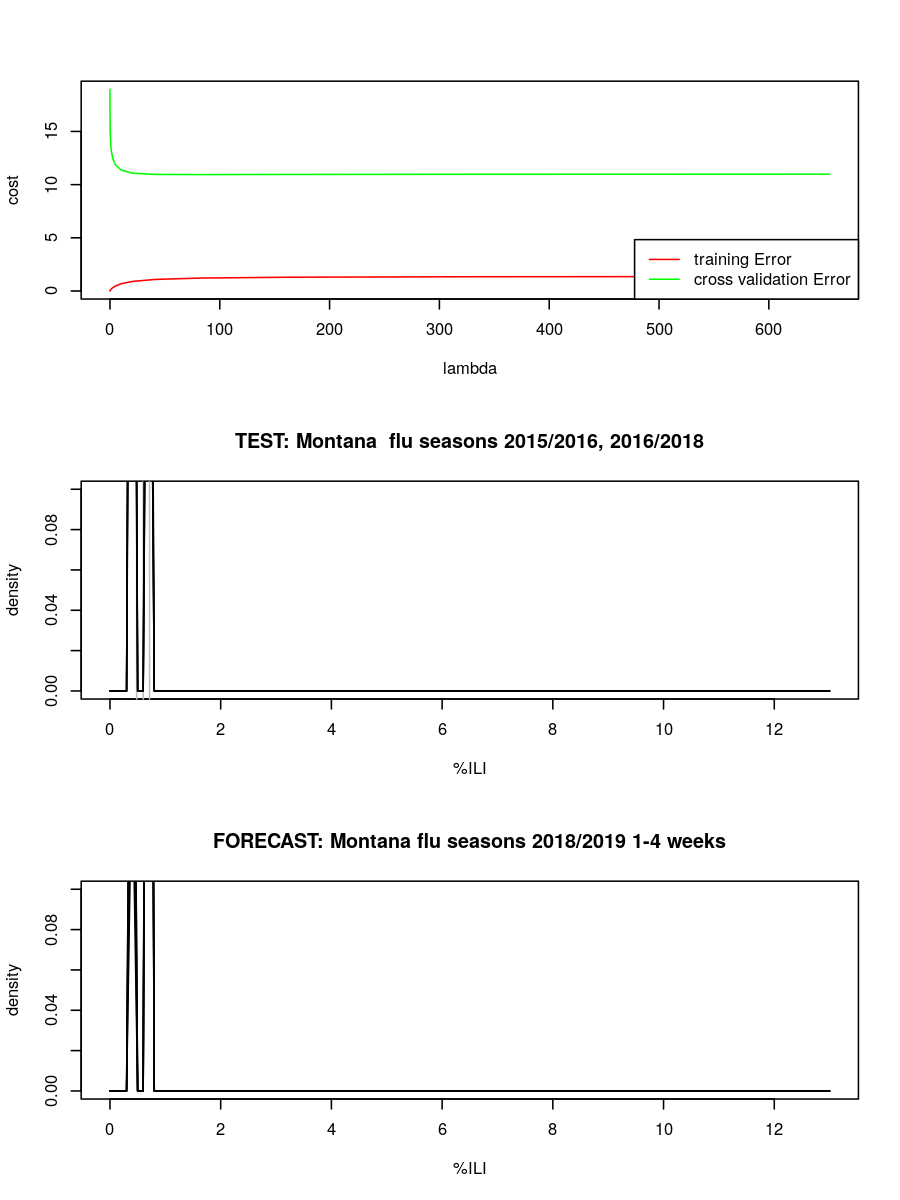 15
10
5
0
cost
training Error
cross validation Error
0 100 200 300 400 500 600
lambda
TEST: Montana  flu seasons 2015/2016, 2016/2018
0.08
0.04
0.00
density
0 2 4 6 8 10 12
%ILI
FORECAST: Montana flu seasons 2018/2019 1-4 weeks
0.08
0.04
0.00
density
0 2 4 6 8 10 12
%ILI